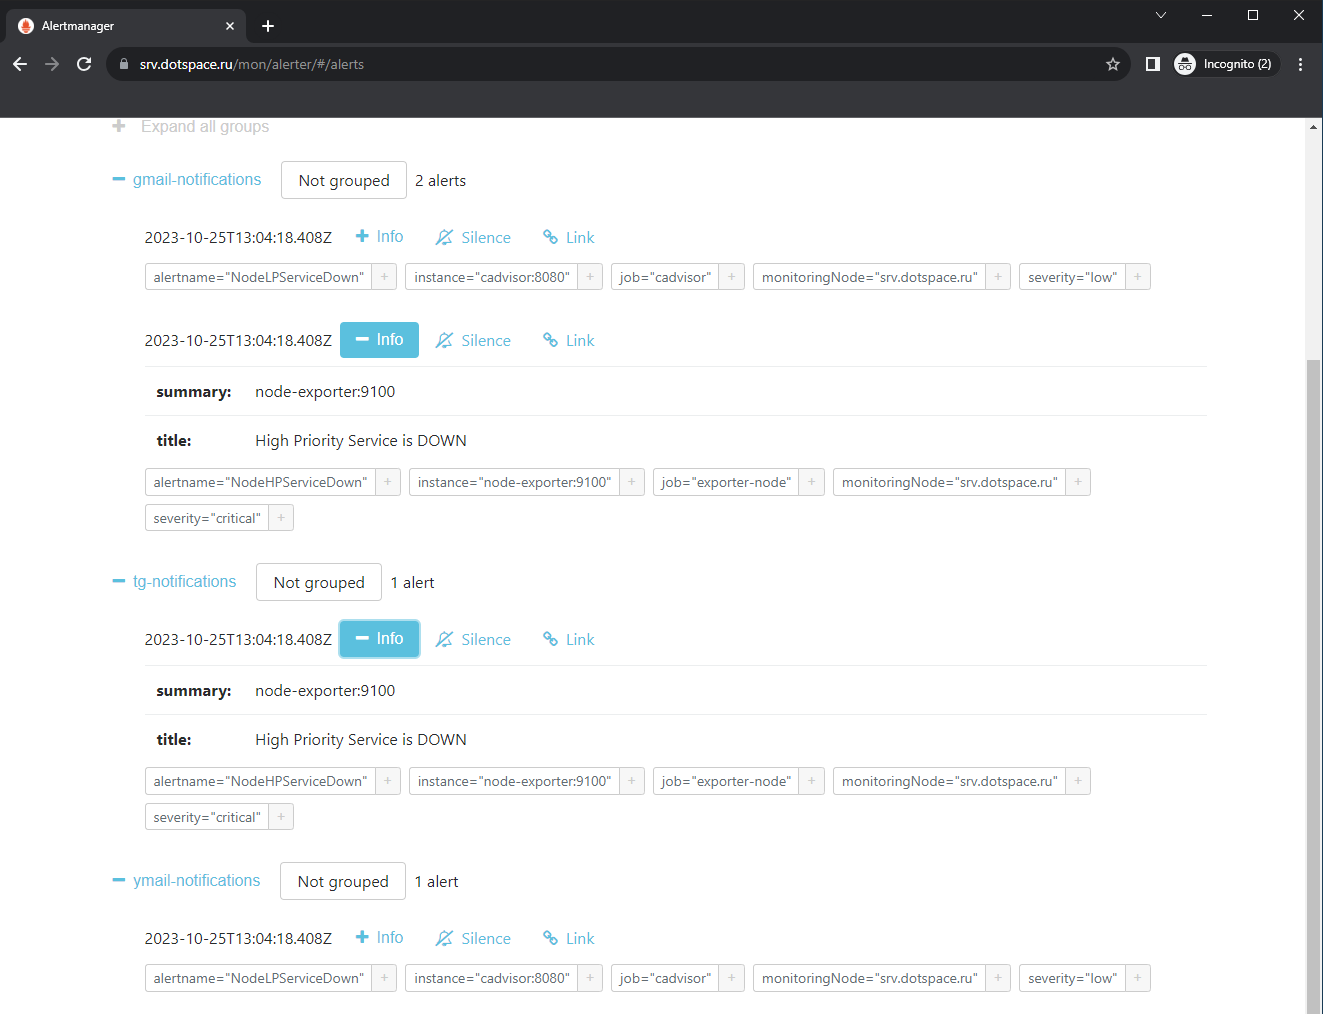 Alertmanager
srv.dotspace.ru/mon/alerter/#/alerts
Incognito (2)
Expand all groups
gmail-notifications Not grouped 2 alerts
2023-10-25T13:04:18.408Z + Info Silence Link
alertname="NodeLPServiceDown" + instance="cadvisor:8080" + job="cadvisor" + monitoringNode="srv.dotspace.ru" + severity="low" +
2023-10-25T13:04:18.408Z − Info Silence Link
summary: node-exporter:9100
title: High Priority Service is DOWN
alertname="NodeHPServiceDown" + instance="node-exporter:9100" + job="exporter-node" + monitoringNode="srv.dotspace.ru" +
severity="critical" +
tg-notifications Not grouped 1 alert
2023-10-25T13:04:18.408Z − Info Silence Link
summary: node-exporter:9100
title: High Priority Service is DOWN
alertname="NodeHPServiceDown" + instance="node-exporter:9100" + job="exporter-node" + monitoringNode="srv.dotspace.ru" +
severity="critical" +
ymail-notifications Not grouped 1 alert
2023-10-25T13:04:18.408Z + Info Silence Link
alertname="NodeLPServiceDown" + instance="cadvisor:8080" + job="cadvisor" + monitoringNode="srv.dotspace.ru" + severity="low" +